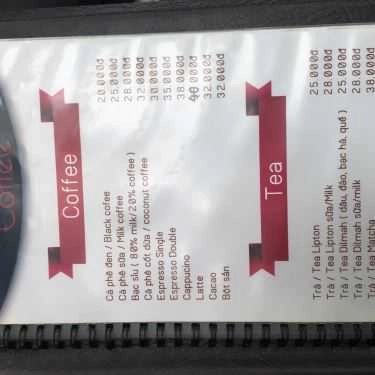 Coffee
Coffee
Cà phê đen / Black cofee 20.000đ
Cà phê sữa / Milk coffee 25.000đ
Bạc sỉu ( 80% milk/20% coffee ) 28.000đ
Cà phê cốt dừa / coconut coffee 32.000đ
Espresso Single 30.000đ
Espresso Double 35.000đ
Cappucino 38.000đ
Latte 40.000đ
Cacao 32.000đ
Bột sắn 32.000đ
Tea
Trà / Tea Lipton 25.000đ
Trà / Tea Lipton sữa/Milk 28.000đ
Trà / Tea Dilmah ( dâu, đào, bạc hà, quế ) 25.000đ
Trà / Tea Dilmah sữa/milk 28.000đ
Trà / Tea Matcha 38.000